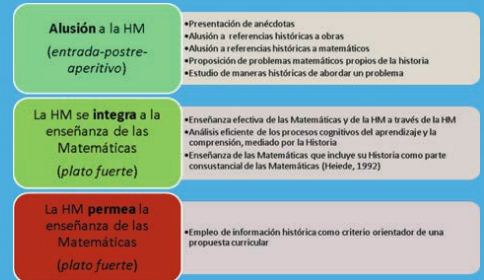 Alusión a la HM
(entrada-postre-
aperitivo)
•Presentación de anécdotas
•Alusión a referencias históricas a obras
•Alusión a referencias históricas a matemáticos
•Proposición de problemas matemáticos propios de la historia
•Estudio de maneras históricas de abordar un problema
La HM se integra a la
enseñanza de las
Matemáticas
(plato fuerte)
•Enseñanza efectiva de las Matemáticas y de la HM a través de la HM
•Análisis eficiente de los procesos cognitivos del aprendizaje y la
comprensión, mediado por la Historia
•Enseñanza de las Matemáticas que incluye su Historia como parte
consustancial de las Matemáticas (Heiede, 1992)
La HM permea la
enseñanza de las
Matemáticas
(plato fuerte)
•Empleo de información histórica como criterio orientador de una
propuesta curricular